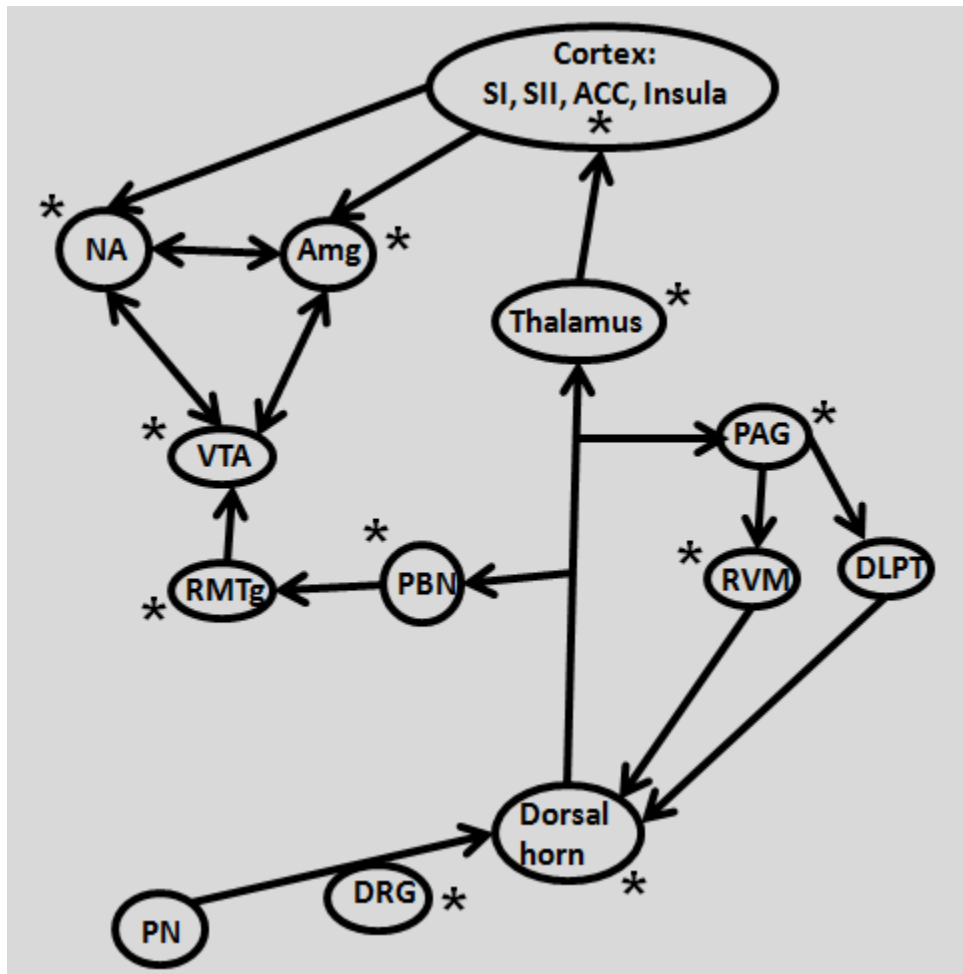 Cortex:
SI, SII, ACC, Insula
*
*
NA
Amg
*
Thalamus
*
*
VTA
PAG
*
*
RMTg
*
PBN
*
RVM
DLPT
Dorsal
horn
*
DRG
*
PN